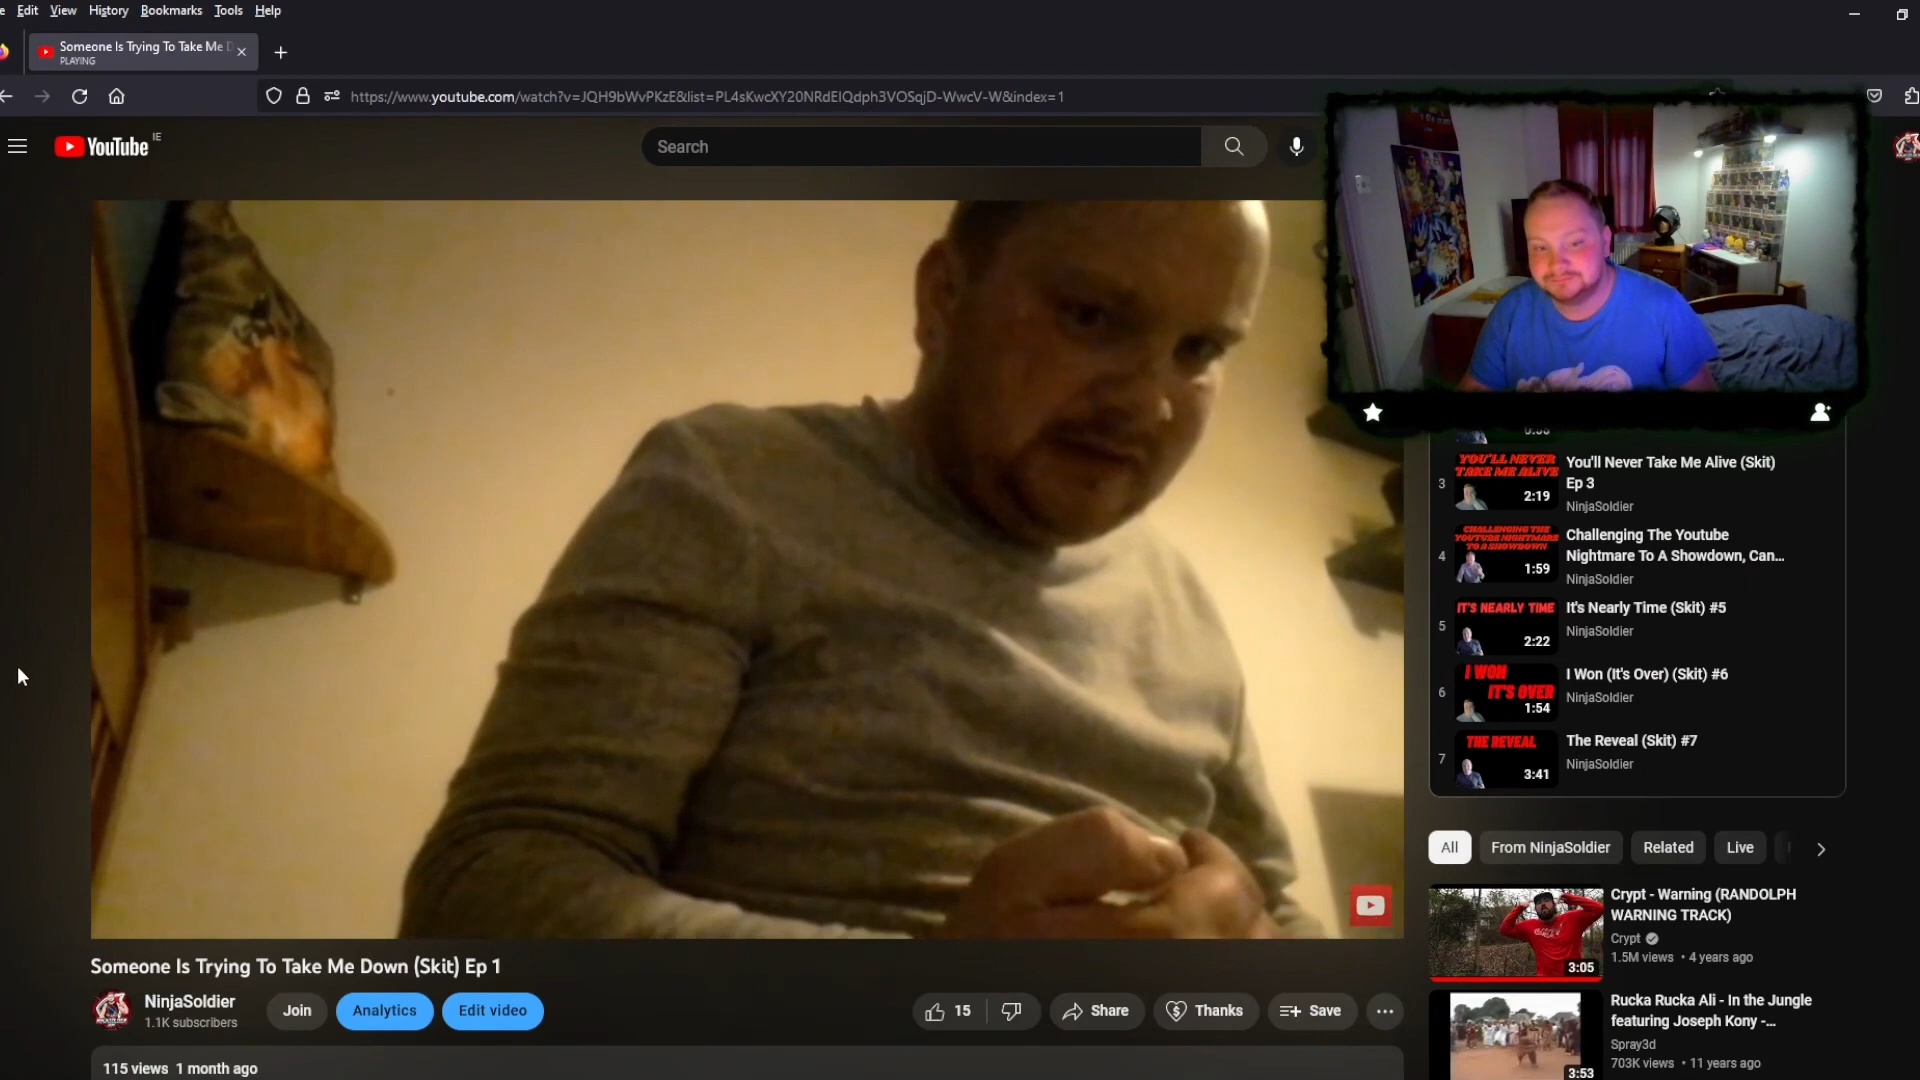 Edit View History Bookmarks Tools Help
Someone Is Trying To Take Me D
PLAYING
https://www.youtube.com/watch?v=JQH9bWvPKzE&list=PL4sKwcXY20NRdEIQdph3VOSqjD-WwcV-W&index=1
YouTube IE
Search
3
YOU'LL NEVER
TAKE ME ALIVE
2:19
You'll Never Take Me Alive (Skit)
Ep 3
NinjaSoldier
4
CHALLENGING THE
YOUTUBE NIGHTMARE
TO A SHOWDOWN
1:59
Challenging The Youtube
Nightmare To A Showdown, Can...
NinjaSoldier
5
IT'S NEARLY TIME
2:22
It's Nearly Time (Skit) #5
NinjaSoldier
6
I WON
IT'S OVER
1:54
I Won (It's Over) (Skit) #6
NinjaSoldier
7
THE REVEAL
3:41
The Reveal (Skit) #7
NinjaSoldier
All From NinjaSoldier Related Live
3:05
Crypt - Warning (RANDOLPH
WARNING TRACK)
Crypt
1.5M views • 4 years ago
3:53
Rucka Rucka Ali - In the Jungle
featuring Joseph Kony -...
Spray3d
703K views • 11 years ago
Someone Is Trying To Take Me Down (Skit) Ep 1
NinjaSoldier
1.1K subscribers
Join Analytics Edit video
15 Share Thanks Save
115 views 1 month ago